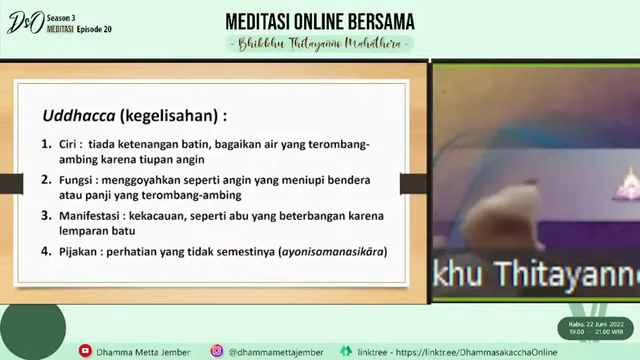 DsO
Season 3
MEDITASI Episode 20
MEDITASI ONLINE BERSAMA
- Bhikkhu Thitayanno Mahathera -
Uddhacca (kegelisahan) :
1. Ciri : tiada ketenangan batin, bagaikan air yang terombang-
ambing karena tiupan angin
2. Fungsi : menggoyahkan seperti angin yang meniupi bendera
atau panji yang terombang-ambing
3. Manifestasi : kekacauan, seperti abu yang beterbangan karena
lemparan batu
4. Pijakan : perhatian yang tidak semestinya (ayonisomanasikāra)
khu Thitayanno
Rabu, 22 Juni 2022
19.00 - 21.00 WIB
Dhamma Metta Jember
@dhammamettajember
linktree - https://linktr.ee/DhammasakacchaOnline